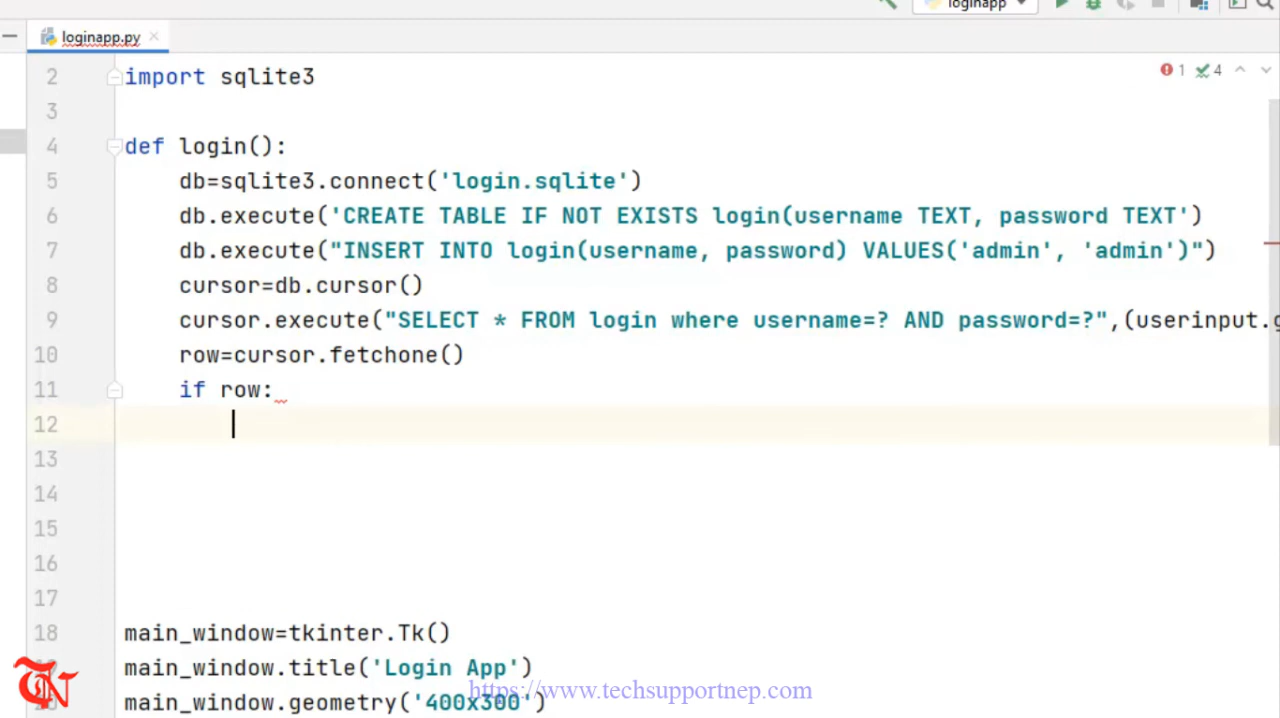 loginapp
loginapp.py
1 4
2 import sqlite3
3
4 def login():
5 db=sqlite3.connect('login.sqlite')
6 db.execute('CREATE TABLE IF NOT EXISTS login(username TEXT, password TEXT')
7 db.execute("INSERT INTO login(username, password) VALUES('admin', 'admin')")
8 cursor=db.cursor()
9 cursor.execute("SELECT * FROM login where username=? AND password=?",(userinput.g
10 row=cursor.fetchone()
11 if row:
12
13
14
15
16
17
18 main_window=tkinter.Tk()
main_window.title('Login App')
main_window.geometry('400x300')
TN
https://www.techsupportnep.com